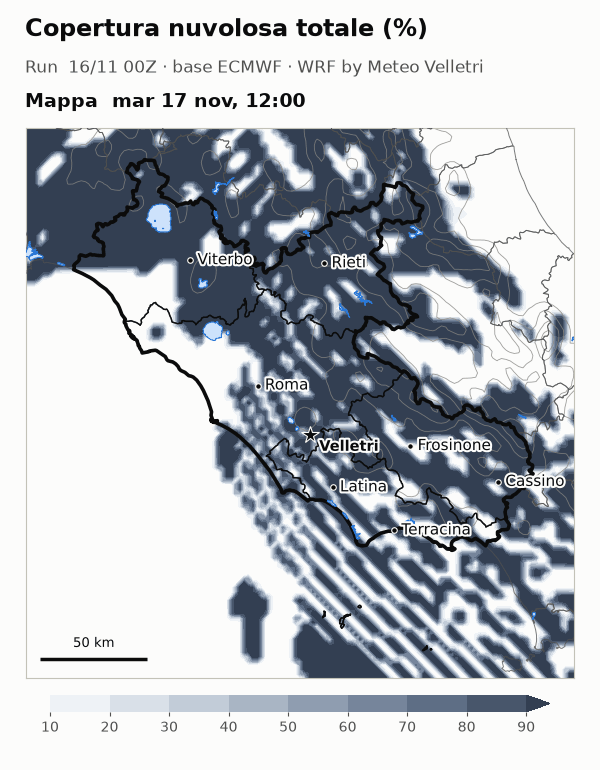 Copertura nuvolosa totale (%)
Run 16/11 00Z · base ECMWF · WRF by Meteo Velletri
Mappa mar 17 nov, 12:00
Viterbo
Rieti
Roma
Velletri
Frosinone
Cassino
Latina
Terracina
50 km
10 20 30 40 50 60 70 80 90